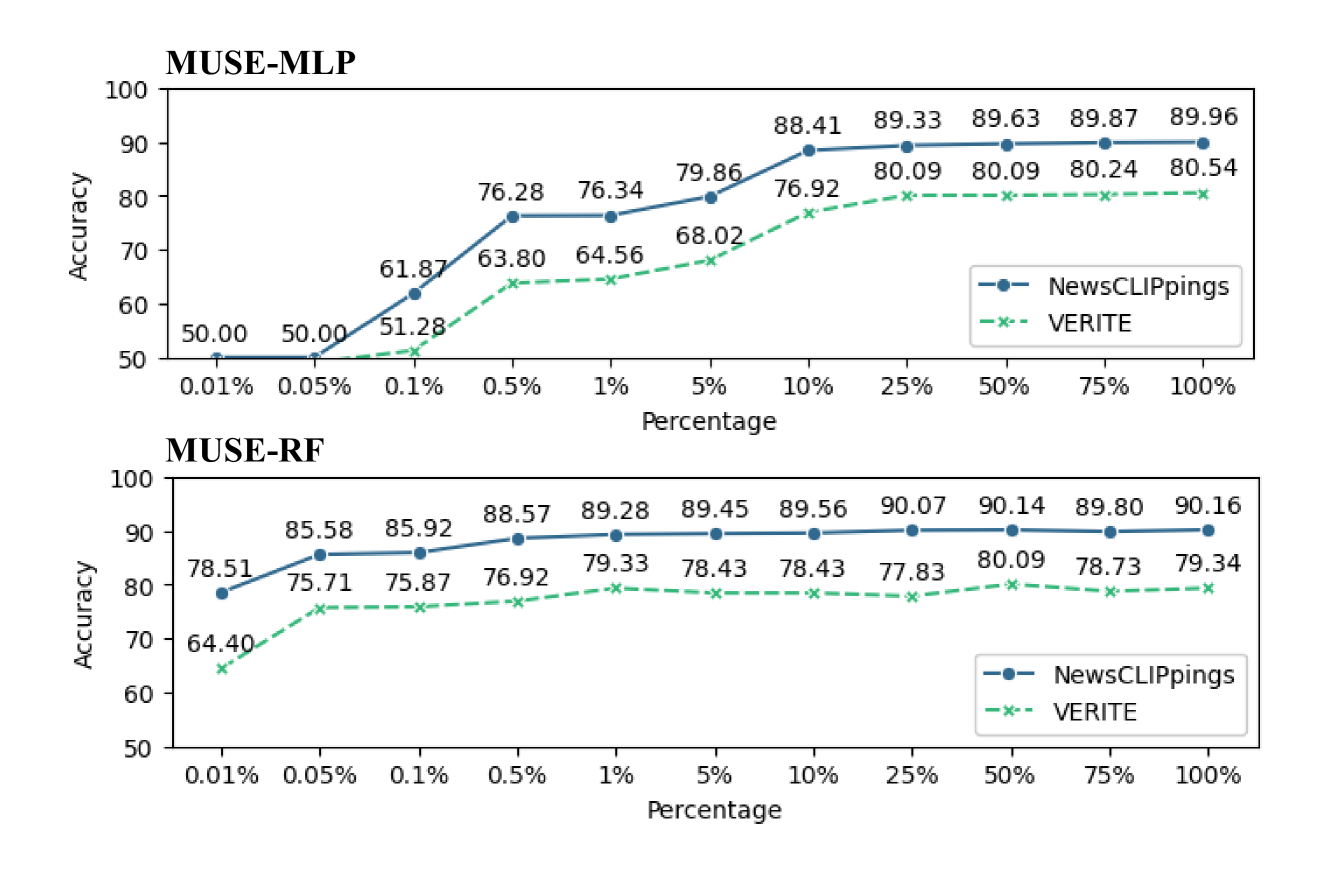 MUSE-MLP
100
90
80
70
60
50
Accuracy
50.00 50.00 61.87 76.28 76.34 79.86 88.41 89.33 89.63 89.87 89.96
51.28 63.80 64.56 68.02 76.92 80.09 80.09 80.24 80.54
NewsCLIPpings
VERITE
0.01% 0.05% 0.1% 0.5% 1% 5% 10% 25% 50% 75% 100%
Percentage
MUSE-RF
100
90
80
70
60
50
Accuracy
78.51 85.58 85.92 88.57 89.28 89.45 89.56 90.07 90.14 89.80 90.16
64.40 75.71 75.87 76.92 79.33 78.43 78.43 77.83 80.09 78.73 79.34
NewsCLIPpings
VERITE
0.01% 0.05% 0.1% 0.5% 1% 5% 10% 25% 50% 75% 100%
Percentage